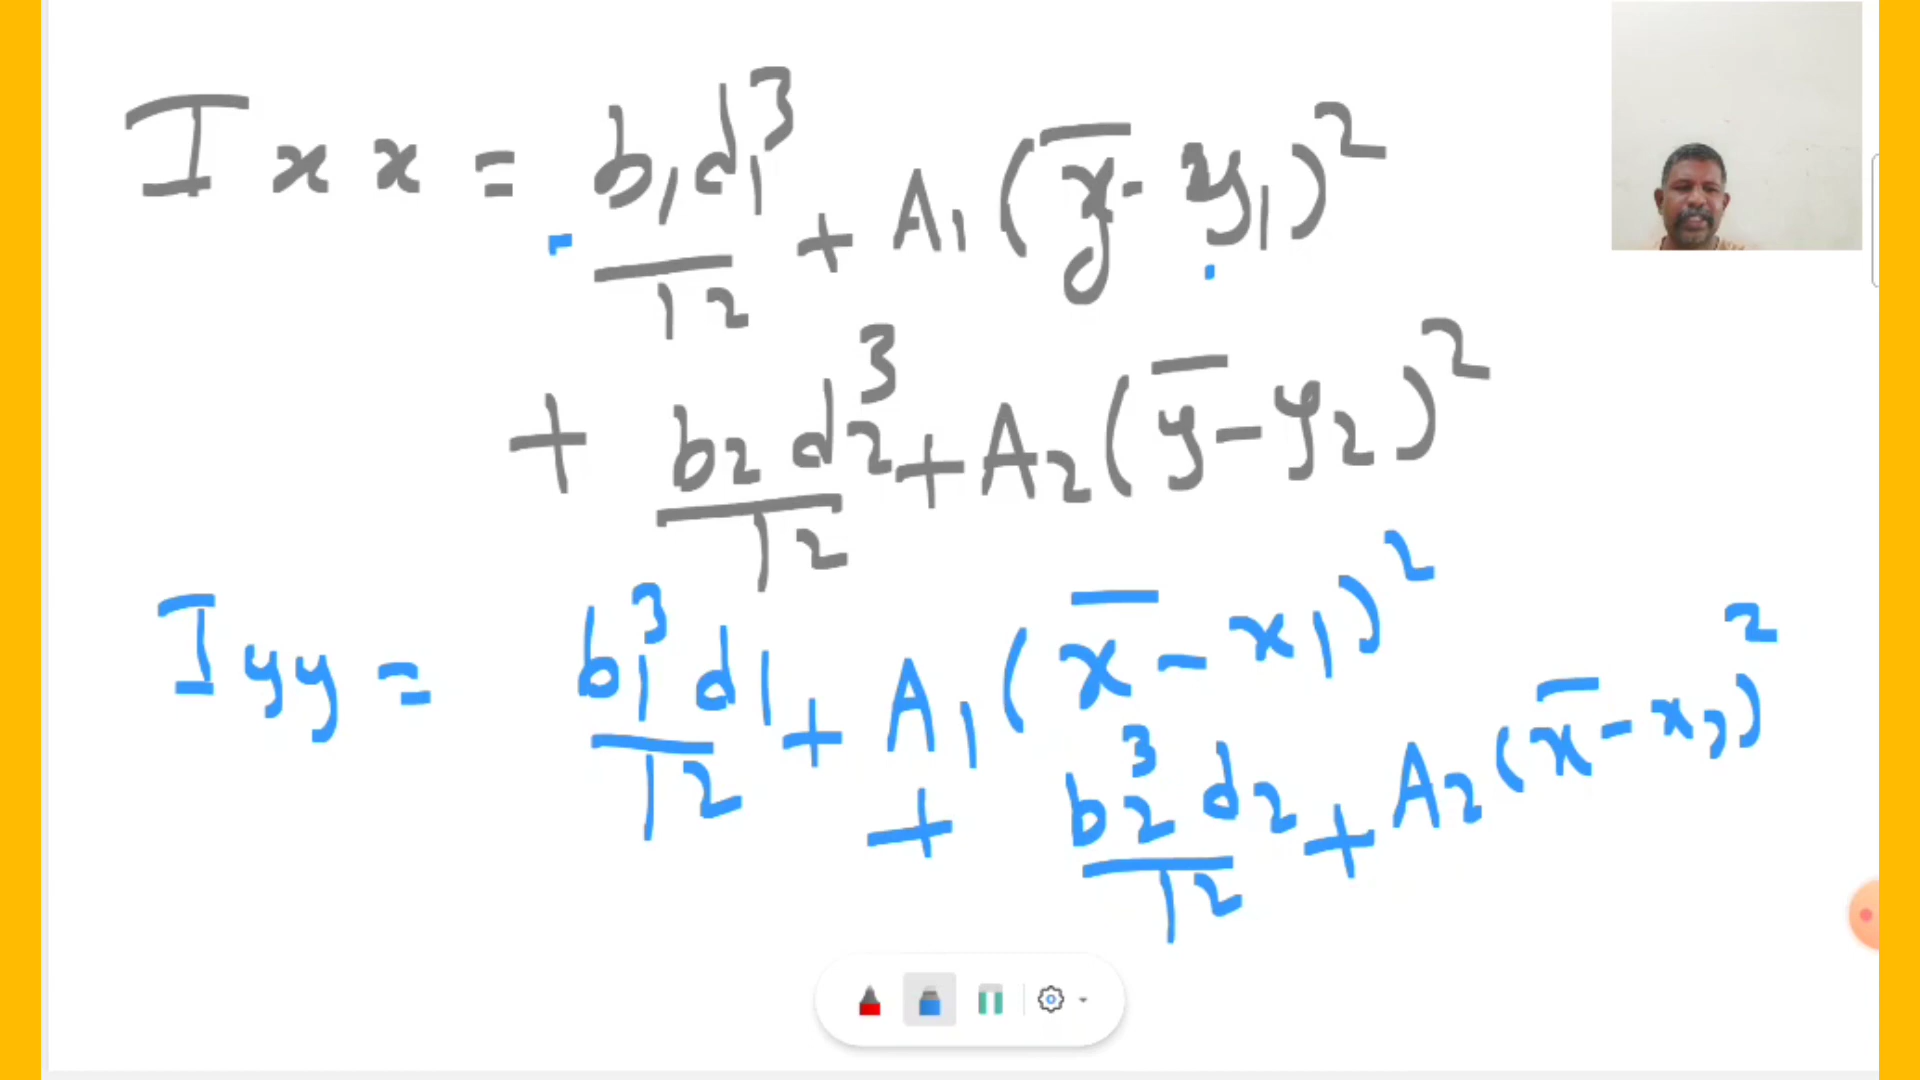 Ixx = b₁d₁³/12 + A₁(ȳ - y₁)²
+ b₂d₂³/12 + A₂(ȳ - y₂)²
Iyy = b₁³d₁/12 + A₁(x̄ - x₁)²
+ b₂³d₂/12 + A₂(x̄ - x₂)²